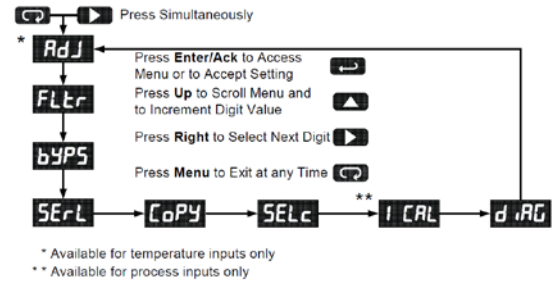 Press Simultaneously
* AdJ
Press Enter/Ack to Access
Menu or to Accept Setting
FLtr
Press Up to Scroll Menu and
to Increment Digit Value
Press Right to Select Next Digit
bYPS
Press Menu to Exit at any Time
SErL CoPY SELc ** I CAL diAG
* Available for temperature inputs only
** Available for process inputs only